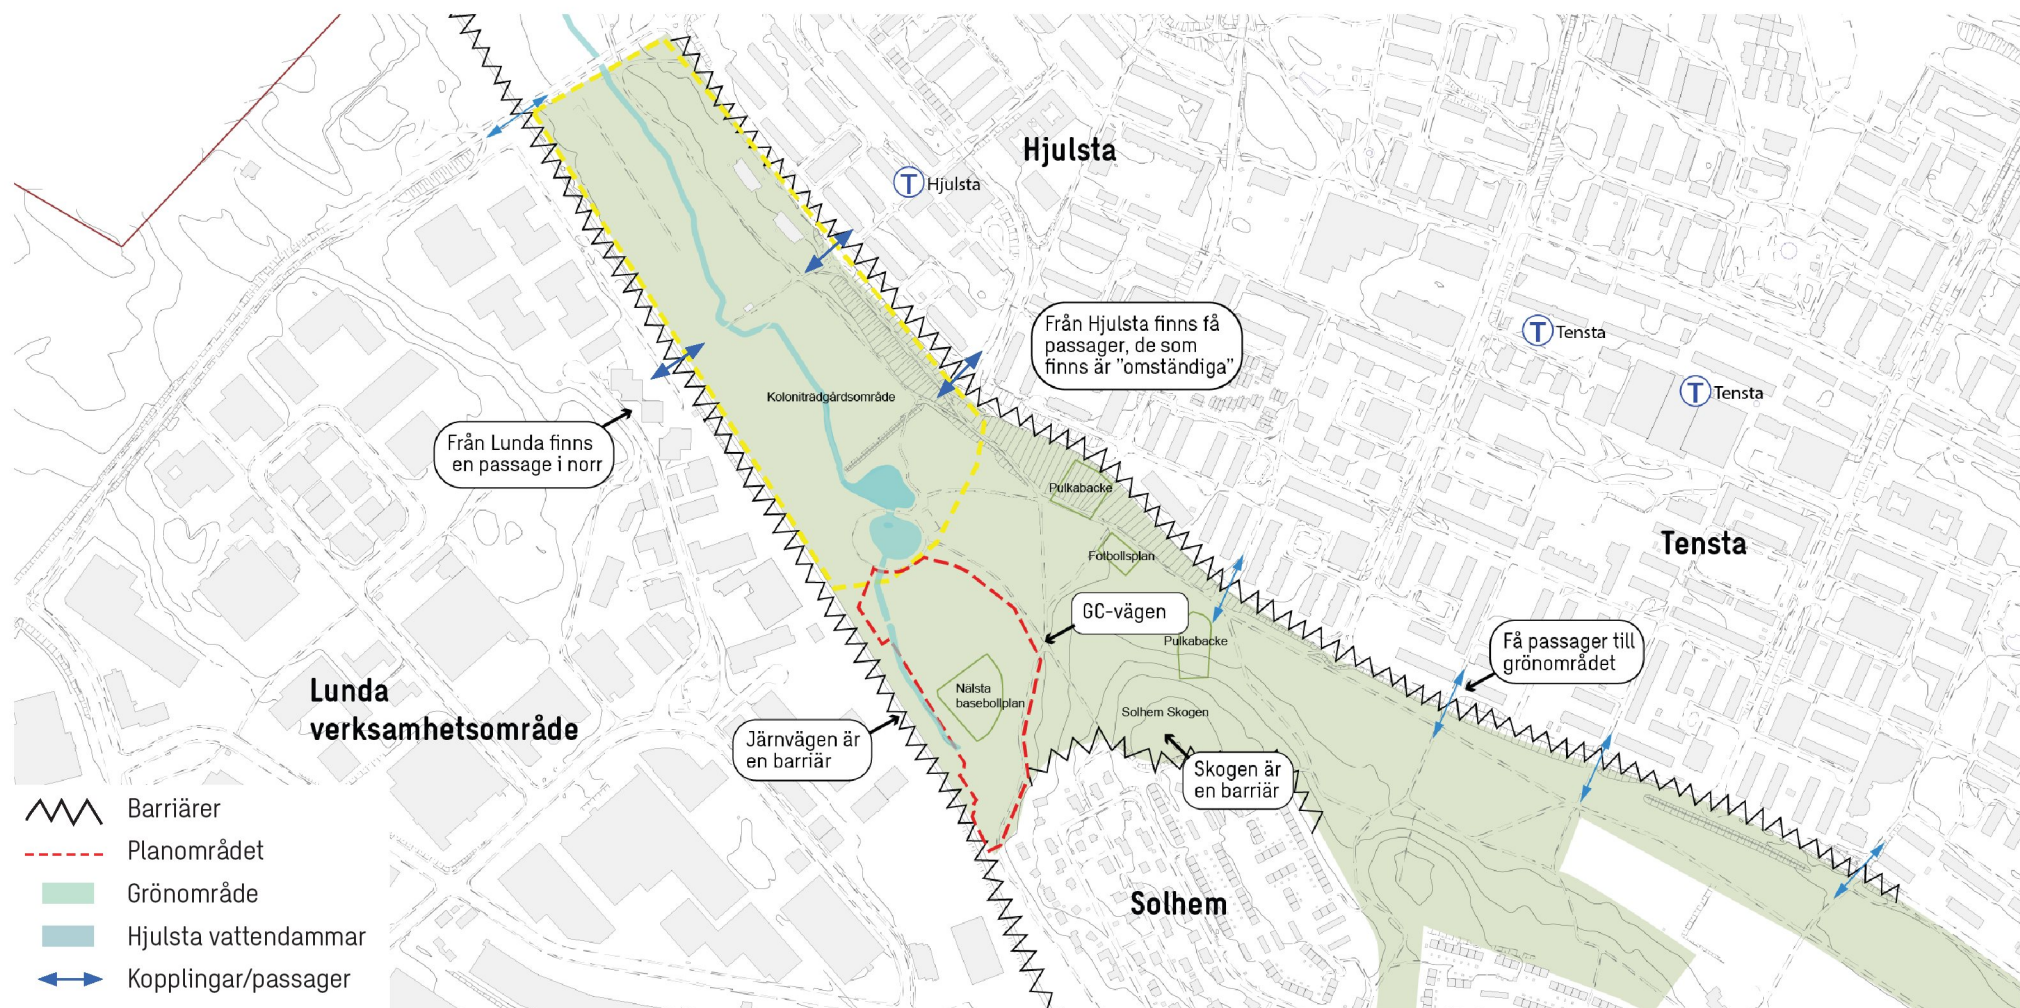 Hjulsta
T Hjulsta
Från Hjulsta finns få
passager, de som
finns är ”omständiga”
T Tensta
T Tensta
Koloniträdgårdsområde
Från Lunda finns
en passage i norr
Pulkabacke
Fotbollsplan
Tensta
GC-vägen
Pulkabacke
Få passager till
grönområdet
Lunda
verksamhetsområde
Nälsta
basebollplan
Solhem Skogen
Järnvägen är
en barriär
Skogen är
en barriär
Solhem
Barriärer
Planområdet
Grönområde
Hjulsta vattendammar
Kopplingar/passager